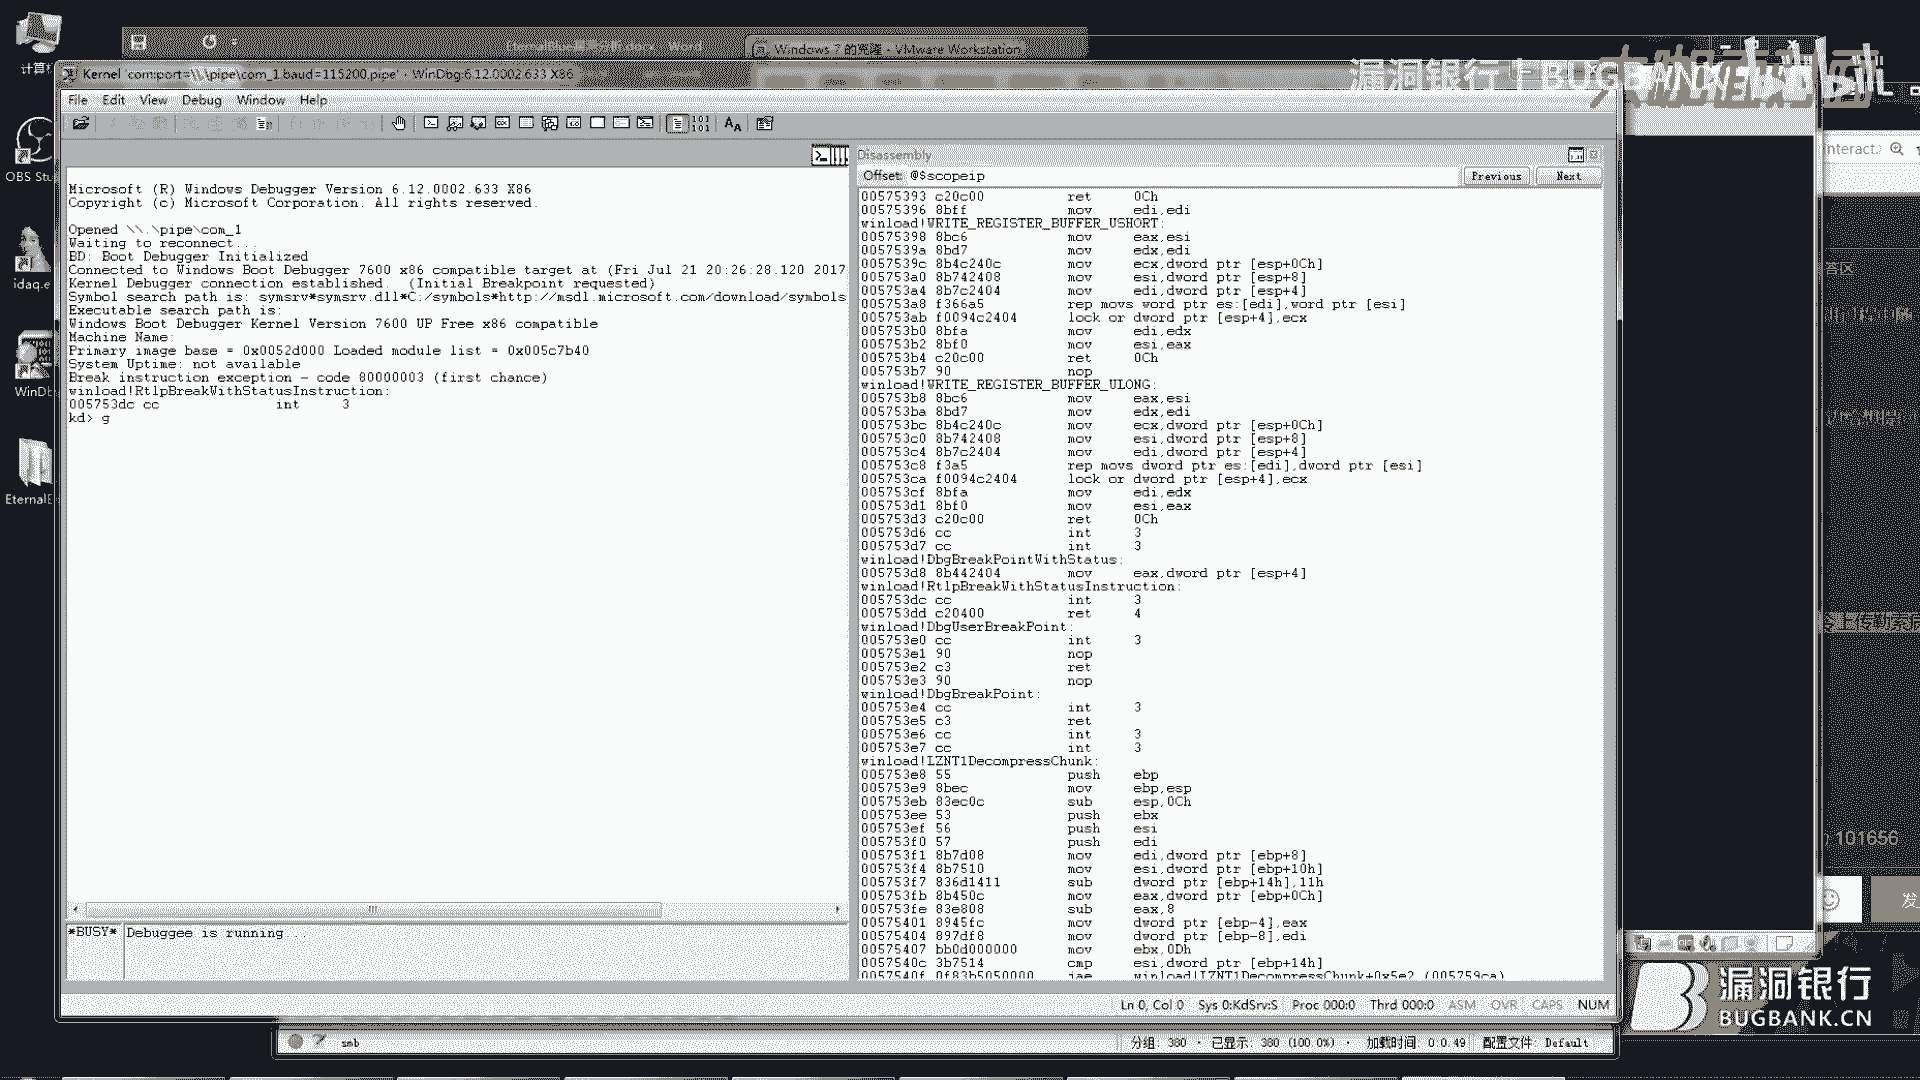 计算机
EternalBlue
.docx - Word
Windows 7 的克隆 - VMware Workstation
漏洞银行 | BUGBANK
Kernel 'com:port=\\.\pipe\com_1,baud=115200,pipe' - WinDbg:6.12.0002.633 X86
File Edit View Debug Window Help
OBS Stu
idaq.e
WinDb
EternalB
Microsoft (R) Windows Debugger Version 6.12.0002.633 X86
Copyright (c) Microsoft Corporation. All rights reserved.
Opened \\.\pipe\com_1
Waiting to reconnect...
BD: Boot Debugger Initialized
Connected to Windows Boot Debugger 7600 x86 compatible target at (Fri Jul 21 20:26:28.120 2017
Kernel Debugger connection established.  (Initial Breakpoint requested)
Symbol search path is: symsrv*symsrv.dll*C:/symbols*http://msdl.microsoft.com/download/symbols
Executable search path is:
Windows Boot Debugger Kernel Version 7600 UP Free x86 compatible
Machine Name:
Primary image base = 0x0052d000 Loaded module list = 0x005c7b40
System Uptime: not available
Break instruction exception - code 80000003 (first chance)
winload!RtlpBreakWithStatusInstruction:
005753dc cc int 3
kd> g
*BUSY* Debuggee is running...
Disassembly
Offset: @$scopeip
Previous Next
00575393 c20c00 ret 0Ch
00575396 8bff mov edi,edi
winload!WRITE_REGISTER_BUFFER_USHORT:
00575398 8bc6 mov eax,esi
0057539a 8bd7 mov edx,edi
0057539c 8b4c240c mov ecx,dword ptr [esp+0Ch]
005753a0 8b742408 mov esi,dword ptr [esp+8]
005753a4 8b7c2404 mov edi,dword ptr [esp+4]
005753a8 f366a5 rep movs word ptr es:[edi],word ptr [esi]
005753ab f0094c2404 lock or dword ptr [esp+4],ecx
005753b0 8bfa mov edi,edx
005753b2 8bf0 mov esi,eax
005753b4 c20c00 ret 0Ch
005753b7 90 nop
winload!WRITE_REGISTER_BUFFER_ULONG:
005753b8 8bc6 mov eax,esi
005753ba 8bd7 mov edx,edi
005753bc 8b4c240c mov ecx,dword ptr [esp+0Ch]
005753c0 8b742408 mov esi,dword ptr [esp+8]
005753c4 8b7c2404 mov edi,dword ptr [esp+4]
005753c8 f3a5 rep movs dword ptr es:[edi],dword ptr [esi]
005753ca f0094c2404 lock or dword ptr [esp+4],ecx
005753cf 8bfa mov edi,edx
005753d1 8bf0 mov esi,eax
005753d3 c20c00 ret 0Ch
005753d6 cc int 3
005753d7 cc int 3
winload!DbgBreakPointWithStatus:
005753d8 8b442404 mov eax,dword ptr [esp+4]
winload!RtlpBreakWithStatusInstruction:
005753dc cc int 3
005753dd c20400 ret 4
winload!DbgUserBreakPoint:
005753e0 cc int 3
005753e1 90 nop
005753e2 c3 ret
005753e3 90 nop
winload!DbgBreakPoint:
005753e4 cc int 3
005753e5 c3 ret
005753e6 cc int 3
005753e7 cc int 3
winload!LZNT1DecompressChunk:
005753e8 55 push ebp
005753e9 8bec mov ebp,esp
005753eb 83ec0c sub esp,0Ch
005753ee 53 push ebx
005753ef 56 push esi
005753f0 57 push edi
005753f1 8b7d08 mov edi,dword ptr [ebp+8]
005753f4 8b7510 mov esi,dword ptr [ebp+10h]
005753f7 836d1411 sub dword ptr [ebp+14h],11h
005753fb 8b450c mov eax,dword ptr [ebp+0Ch]
005753fe 83e808 sub eax,8
00575401 8945fc mov dword ptr [ebp-4],eax
00575404 897df8 mov dword ptr [ebp-8],edi
00575407 bb0d000000 mov ebx,0Dh
0057540c 3b7514 cmp esi,dword ptr [ebp+14h]
0057540f 0f83b5050000 jae winload!LZNT1DecompressChunk+0x5e2 (005759ca)
Ln 0, Col 0 Sys 0:KdSrv:S Proc 000:0 Thrd 000:0 ASM OVR CAPS NUM
smb
分组: 380 · 已显示: 380 (100.0%) · 加载时间: 0:0.49
配置文件: Default
nteract.
答区
101656
发
漏洞银行
BUGBANK.CN